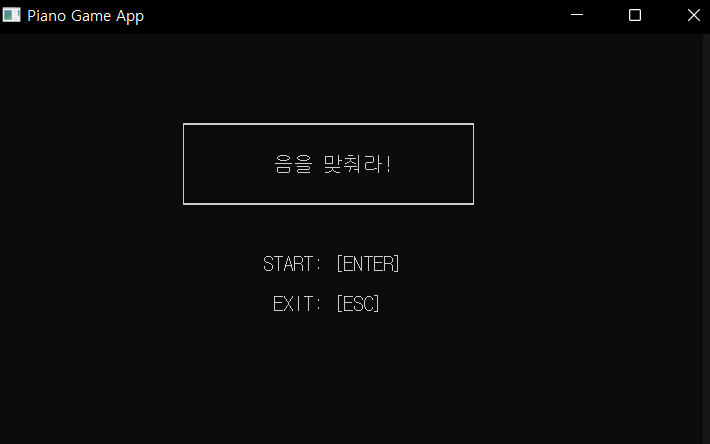 Piano Game App
음을 맞춰라!
START: [ENTER]
EXIT: [ESC]